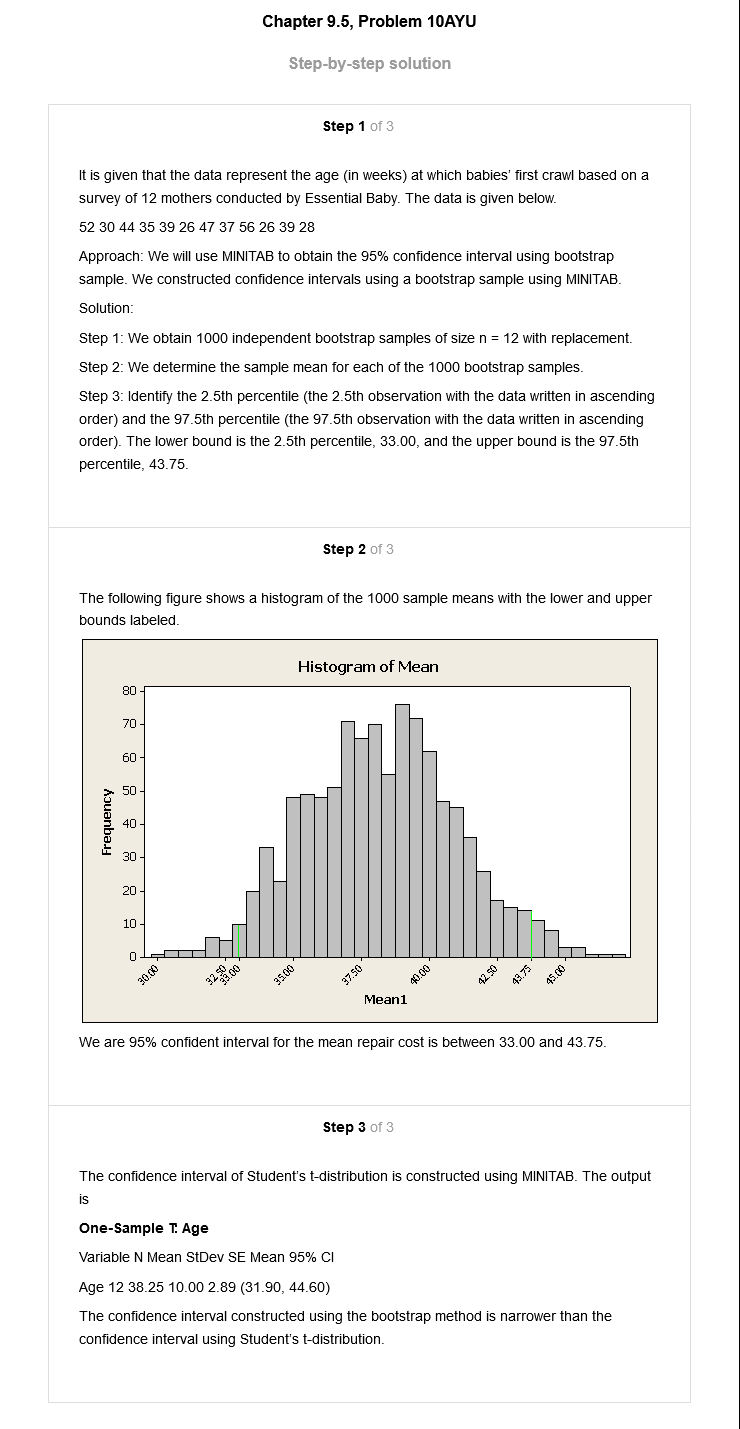 Chapter 9.5, Problem 10AYU
Step-by-step solution
Step 1 of 3
It is given that the data represent the age (in weeks) at which babies' first crawl based on a
survey of 12 mothers conducted by Essential Baby. The data is given below.
52 30 44 35 39 26 47 37 56 26 39 28
Approach: We will use MINITAB to obtain the 95% confidence interval using bootstrap
sample. We constructed confidence intervals using a bootstrap sample using MINITAB.
Solution:
Step 1: We obtain 1000 independent bootstrap samples of size n = 12 with replacement.
Step 2: We determine the sample mean for each of the 1000 bootstrap samples.
Step 3: Identify the 2.5th percentile (the 2.5th observation with the data written in ascending
order) and the 97.5th percentile (the 97.5th observation with the data written in ascending
order). The lower bound is the 2.5th percentile, 33.00, and the upper bound is the 97.5th
percentile, 43.75.
Step 2 of 3
The following figure shows a histogram of the 1000 sample means with the lower and upper
bounds labeled.
Histogram of Mean
80
70
60
50
40
30
20
10
0
Frequency
30.00 32.50 33.00 35.00 37.50 40.00 42.50 43.75 45.00
Mean1
We are 95% confident interval for the mean repair cost is between 33.00 and 43.75.
Step 3 of 3
The confidence interval of Student's t-distribution is constructed using MINITAB. The output
is
One-Sample T: Age
Variable N Mean StDev SE Mean 95% CI
Age 12 38.25 10.00 2.89 (31.90, 44.60)
The confidence interval constructed using the bootstrap method is narrower than the
confidence interval using Student's t-distribution.